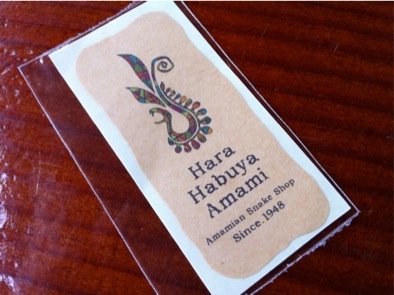 Hara
Habuya
Amami
Amamian Snake Shop
Since.1948